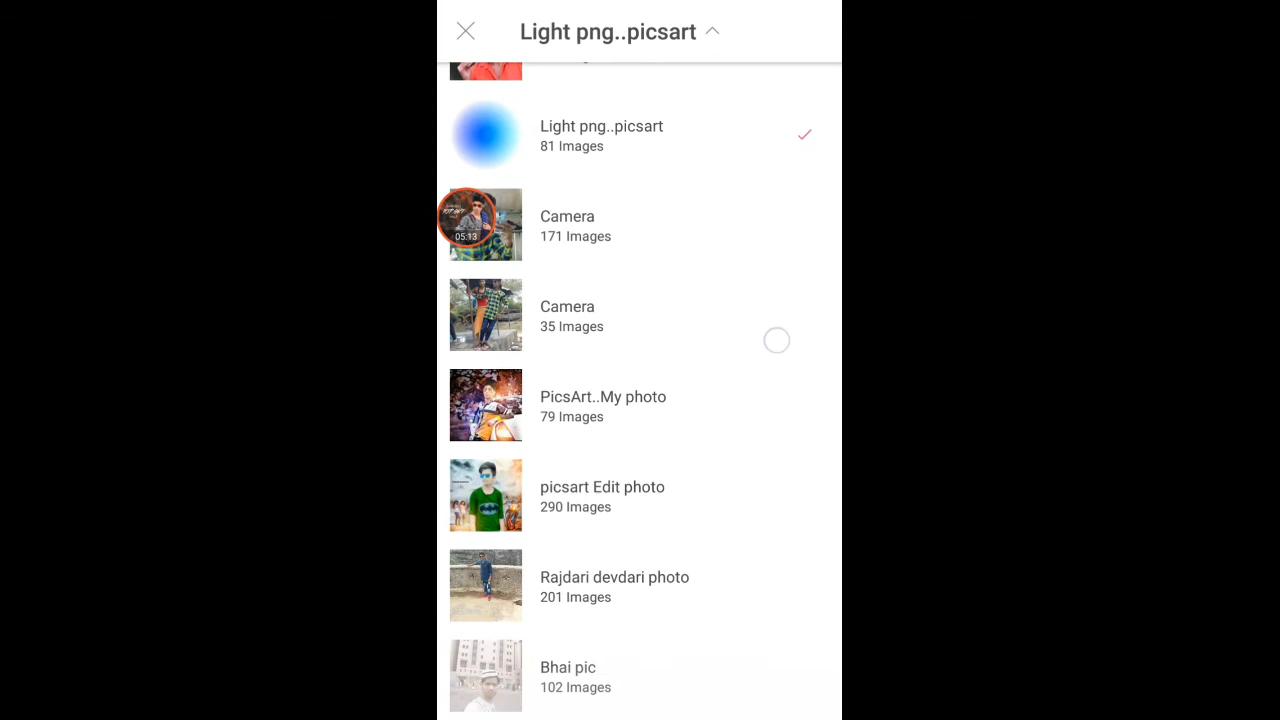 Light png..picsart
Light png..picsart
81 Images
Camera
171 Images
05:13
Camera
35 Images
PicsArt..My photo
79 Images
picsart Edit photo
290 Images
Rajdari devdari photo
201 Images
Bhai pic
102 Images